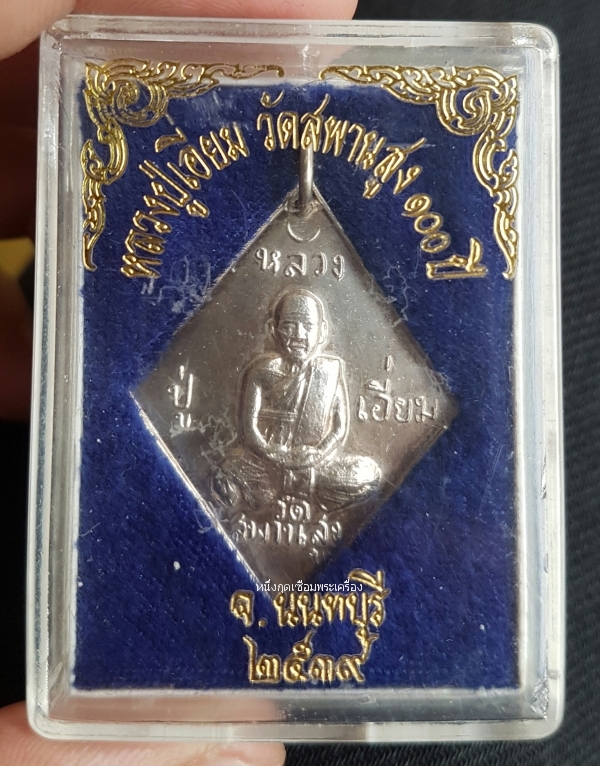 หลวงปู่เอี่ยม วัดสพานสูง ๑๐๐ ปี
หลวง
ปู่ เอี่ยม
วัด
สพานสูง
หนึ่งกูดเซือมพระเครื่อง
จ. นนทบุรี
๒๕๓๙